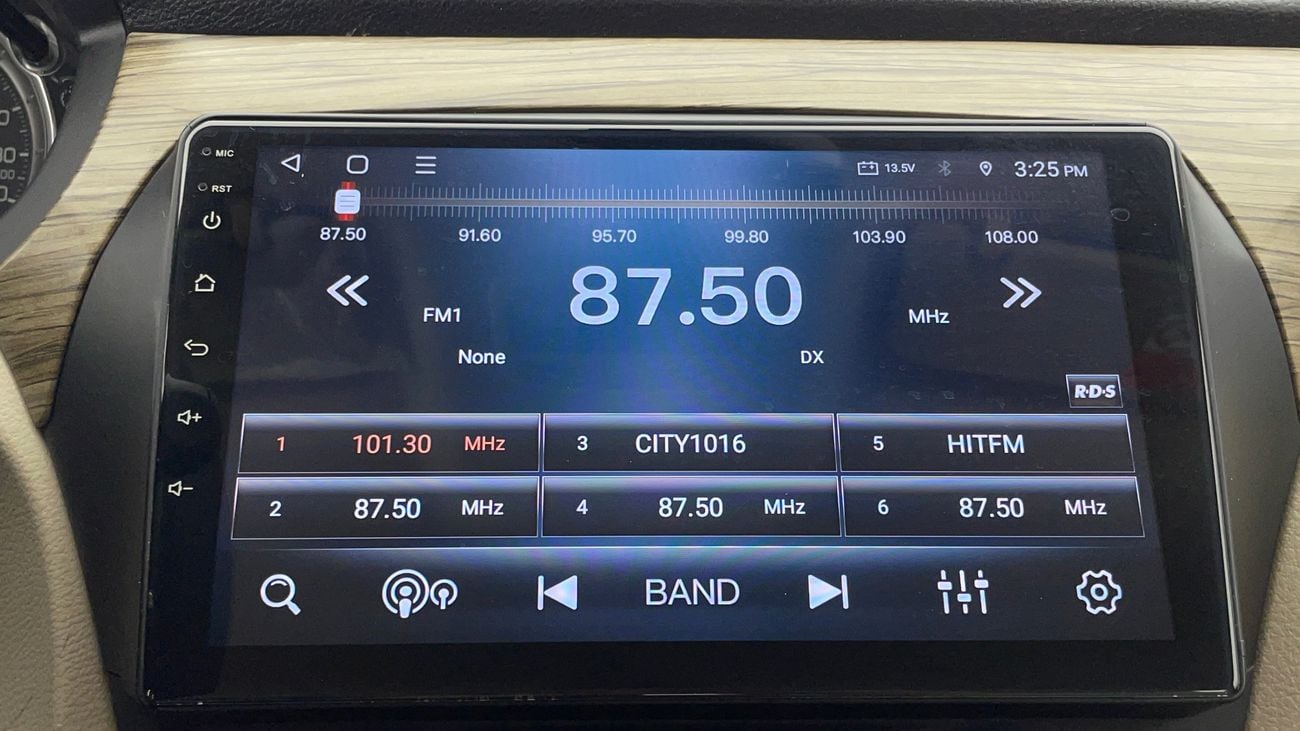 MIC
13.5V 3:25 PM
RST
87.50 91.60 95.70 99.80 103.90 108.00
87.50
FM1 MHz
None DX
R·D·S
1 101.30 MHz 3 CITY1016 5 HITFM
2 87.50 MHz 4 87.50 MHz 6 87.50 MHz
BAND